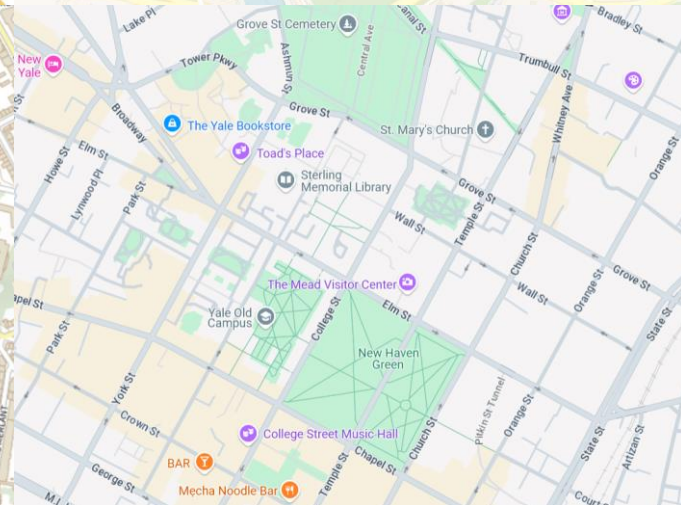 Lake Pl
Grove St Cemetery
Canal St
Bradley St
New
Yale
Tower Pkwy
Ashmun St
Central Ave
Trumbull St
Broadway
Grove St
Whitney Ave
The Yale Bookstore
St. Mary's Church
Orange St
Toad's Place
Elm St
Howe St
Lynwood Pl
Park St
Sterling
Memorial Library
Grove St
Wall St
Temple St
Church St
Wall St
Orange St
Grove St
The Mead Visitor Center
State St
Yale Old
Campus
College St
Elm St
Park St
New Haven
Green
York St
Pitkin St Tunnel
Orange St
Crown St
College Street Music Hall
Church St
State St
Artizan St
BAR
Temple St
Chapel St
George St
Mecha Noodle Bar